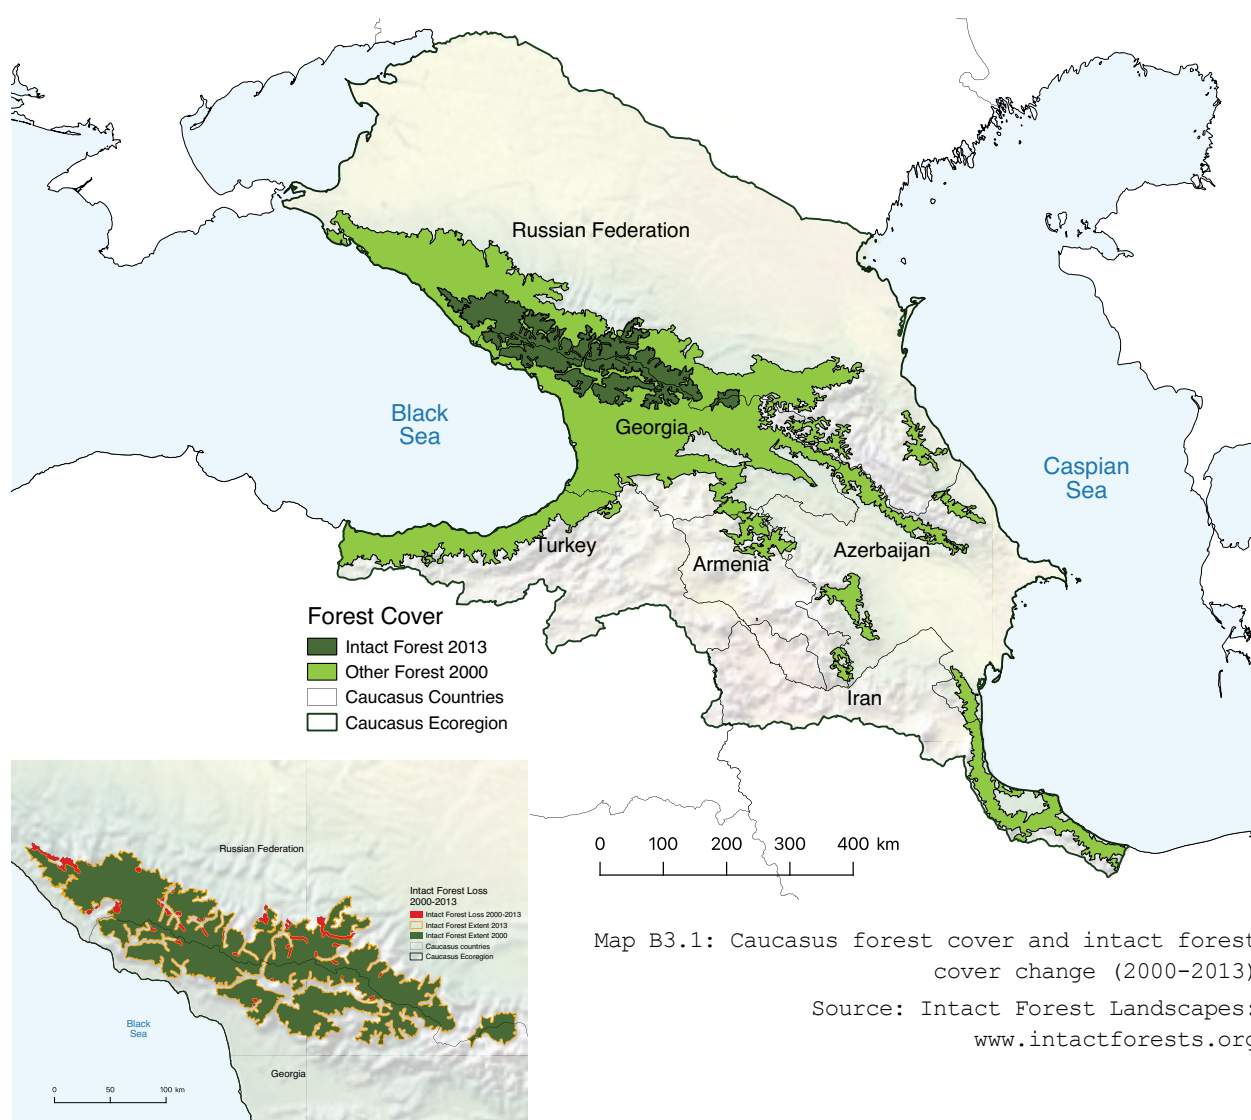 Russian Federation
Black
Sea
Georgia
Caspian
Sea
Turkey
Armenia
Azerbaijan
Iran
Forest Cover
Intact Forest 2013
Other Forest 2000
Caucasus Countries
Caucasus Ecoregion
0 100 200 300 400 km
Russian Federation
Intact Forest Loss
2000-2013
Intact Forest Loss 2000-2013
Intact Forest Extent 2013
Intact Forest Extent 2000
Caucasus countries
Caucasus Ecoregion
Black
Sea
Georgia
0 50 100 km
Map B3.1: Caucasus forest cover and intact forest
cover change (2000-2013)
Source: Intact Forest Landscapes:
www.intactforests.org